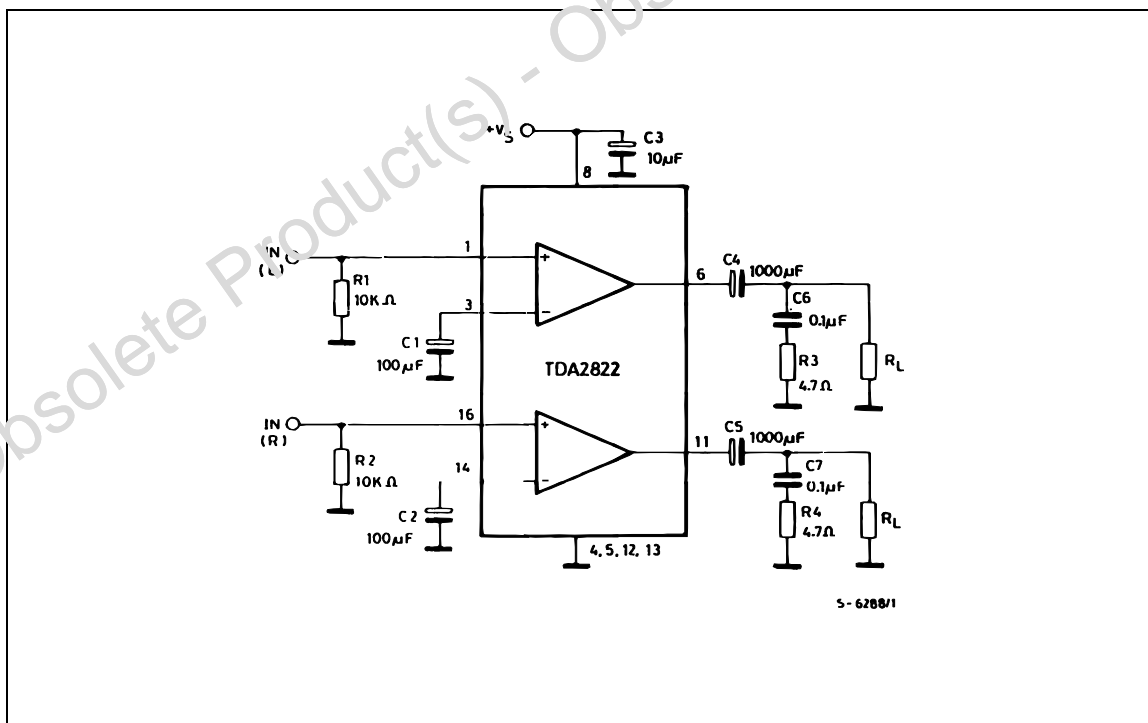 Obsolete Product(s) - Obs
+VS
C3
10µF
8
IN
(L)
1
R1
10KΩ
3
C1
100µF
TDA2822
6
C4
1000µF
C6
0.1µF
R3
4.7Ω
RL
IN
(R)
16
R2
10KΩ
14
C2
100µF
11
C5
1000µF
C7
0.1µF
R4
4.7Ω
RL
4, 5, 12, 13
+
−
+
−
S-6288/1